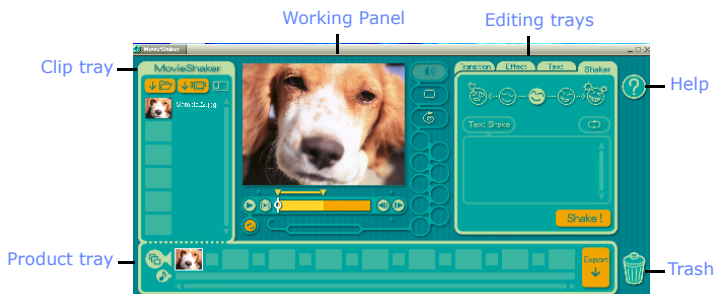 Working Panel
Editing trays
MovieShaker
Clip tray
MovieShaker
Transition Effect Text Shaker
Help
Text Shake
Shake !
Product tray
Export
Trash